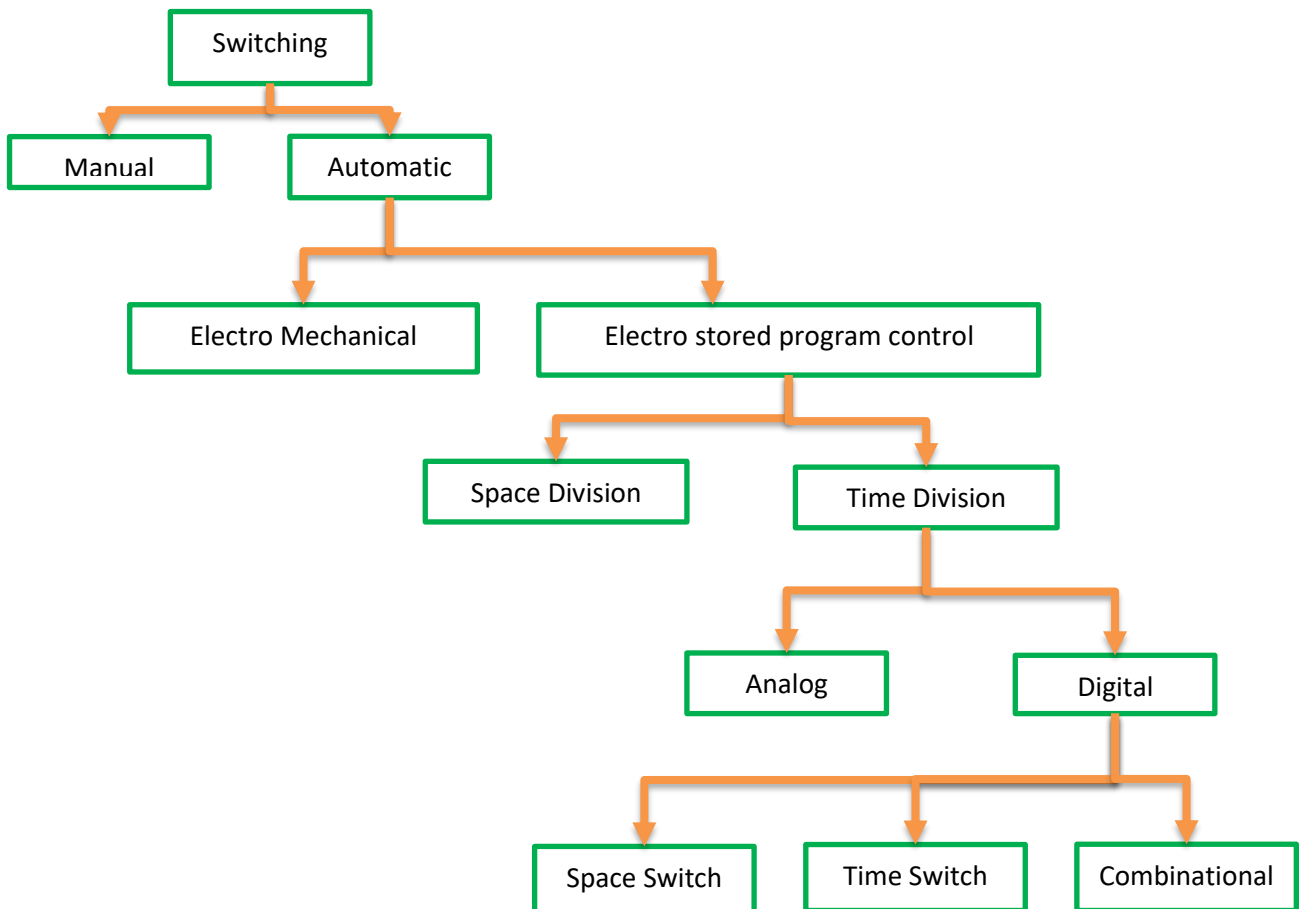 Switching
Manual
Automatic
Electro Mechanical
Electro stored program control
Space Division
Time Division
Analog
Digital
Space Switch
Time Switch
Combinational